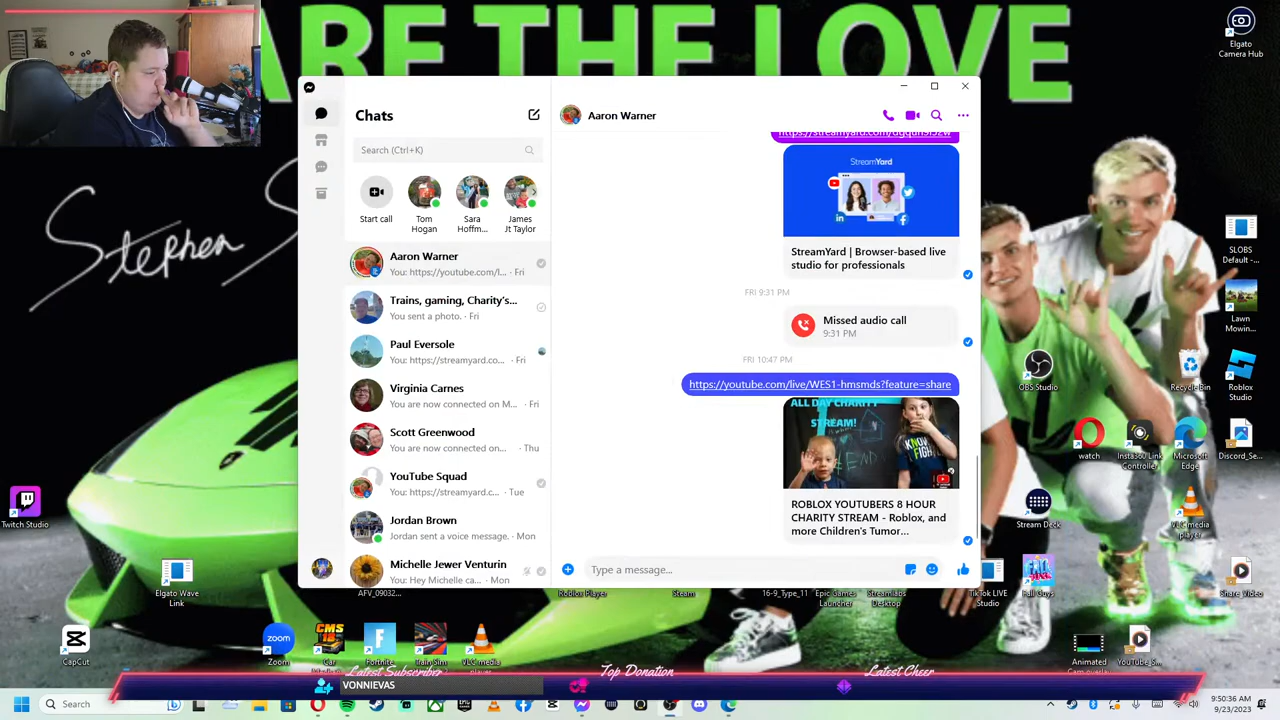 ARE THE LOVE
Stephen
Chats
Search (Ctrl+K)
Start call
Tom
Hogan
Sara
Hoffm...
James
Jt Taylor
Aaron Warner
You: https://youtube.com/l... · Fri
Trains, gaming, Charity's...
You sent a photo. · Fri
Paul Eversole
You: https://streamyard.co... · Fri
Virginia Carnes
You are now connected on M... · Fri
Scott Greenwood
You are now connected on... · Thu
YouTube Squad
You: https://streamyard.c... · Tue
Jordan Brown
Jordan sent a voice message. · Mon
Michelle Jewer Venturin
You: Hey Michelle ca... · Mon
Aaron Warner
StreamYard
StreamYard | Browser-based live
studio for professionals
FRI 9:31 PM
Missed audio call
9:31 PM
FRI 10:47 PM
https://youtube.com/live/WES1-hmsmds?feature=share
ALL DAY CHARITY
STREAM!
ROBLOX YOUTUBERS 8 HOUR
CHARITY STREAM - Roblox, and
more Children's Tumor...
Type a message...
Elgato
Camera Hub
SLOBS
Default -...
Lawn
Mowin...
OBS Studio
Recycle Bin
Roblox
Studio
watch
Insta360 Link
Controller
Microsoft
Edge
Discord_Se...
Stream Deck
VLC media
player
TikTok LIVE
Studio
Fall Guys
Share_Video
Twitch Studio
Elgato Wave
Link
AFV_09032...
Roblox Player
Steam
16-9_Type_11
Epic Games
Launcher
Streamlabs
Desktop
CapCut
Zoom
Car
Fortnite
TrainSim
VLC media
player
Animated
YouTube_S...
Latest Subscriber
Top Donation
Latest Cheer
VONNIEVAS
Search
9:50:36 AM
9/23/2023